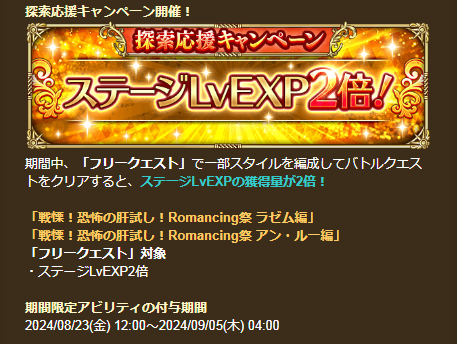 探索応援キャンペーン開催！
探索応援キャンペーン
ステージLvEXP2倍!
期間中、「フリークエスト」で一部スタイルを編成してバトルクエス
トをクリアすると、ステージLvEXPの獲得量が2倍！
「戦慄！恐怖の肝試し！Romancing祭 ラゼム編」
「戦慄！恐怖の肝試し！Romancing祭 アン・ルー編」
「フリークエスト」対象
・ステージLvEXP2倍
期間限定アビリティの付与期間
2024/08/23(金) 12:00～2024/09/05(木) 04:00